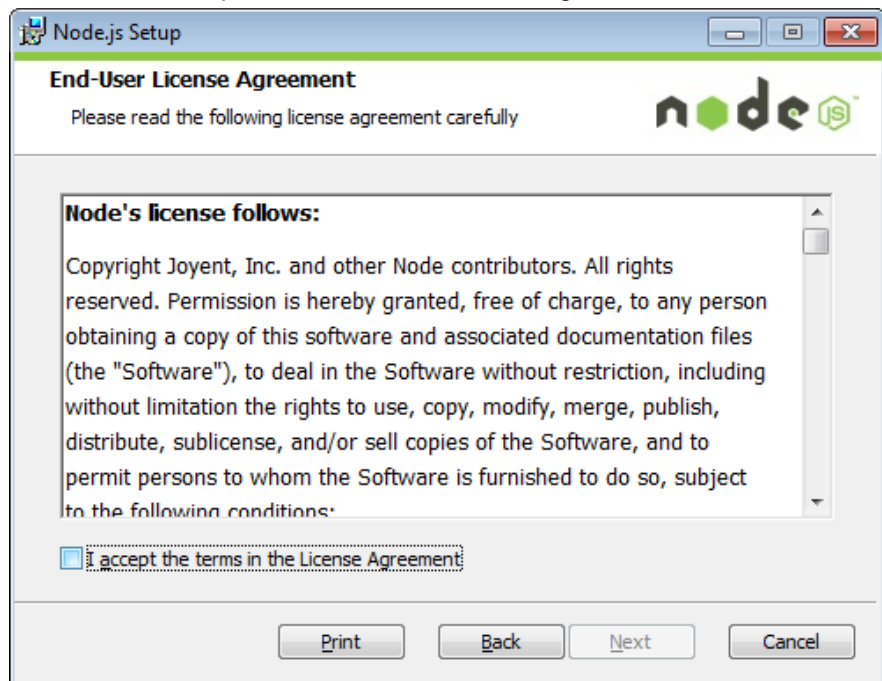 Node.js Setup
End-User License Agreement
Please read the following license agreement carefully
node JS
Node's license follows:
Copyright Joyent, Inc. and other Node contributors. All rights
reserved. Permission is hereby granted, free of charge, to any person
obtaining a copy of this software and associated documentation files
(the "Software"), to deal in the Software without restriction, including
without limitation the rights to use, copy, modify, merge, publish,
distribute, sublicense, and/or sell copies of the Software, and to
permit persons to whom the Software is furnished to do so, subject
to the following conditions:
I accept the terms in the License Agreement
Print Back Next Cancel